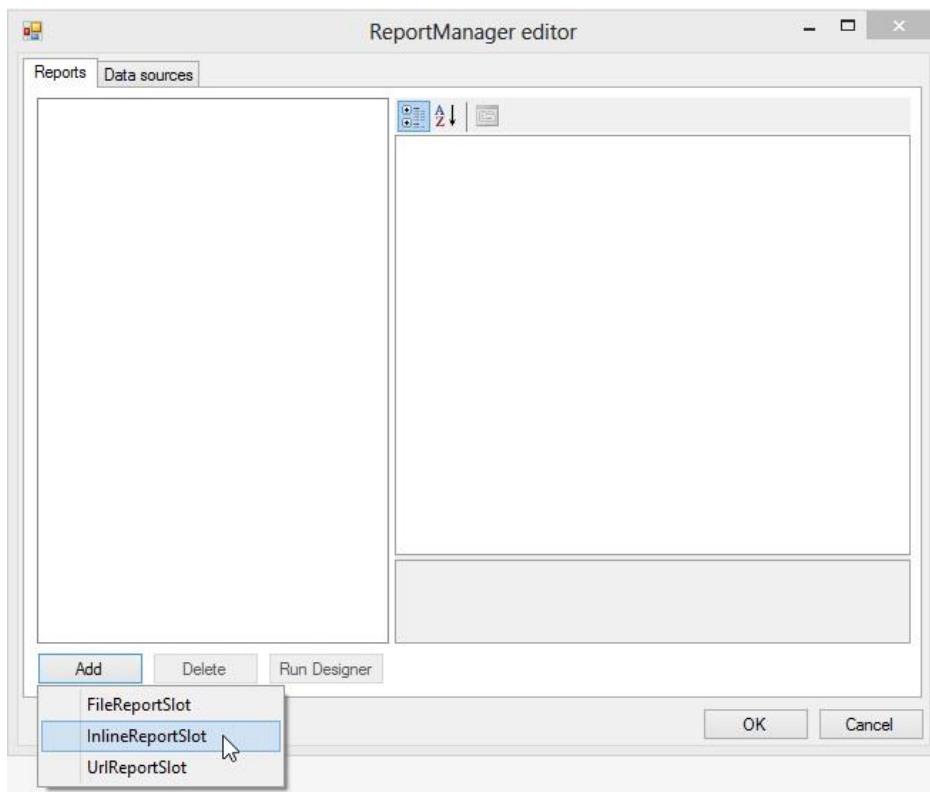 ReportManager editor
Reports
Data sources
Add
Delete
Run Designer
FileReportSlot
InlineReportSlot
UrlReportSlot
OK
Cancel